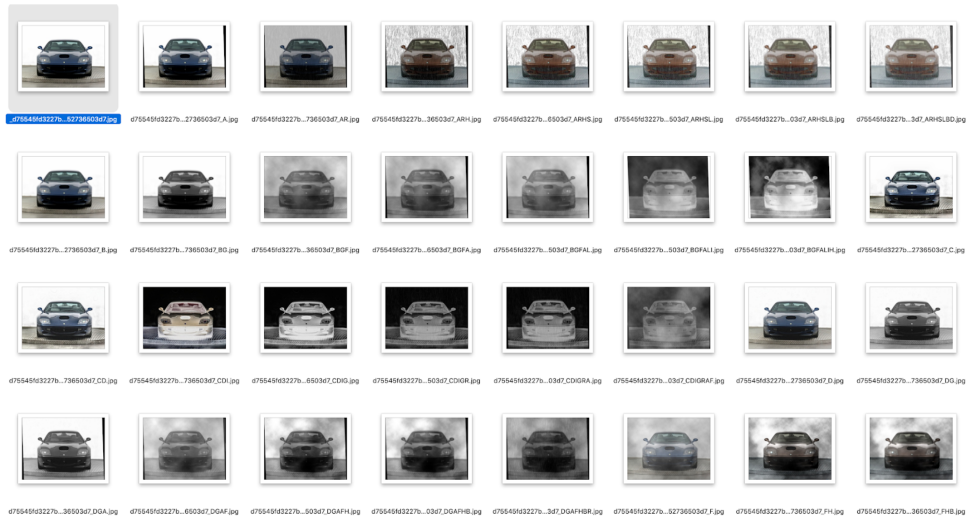 _d75545fd3227b...52736503d7.jpg
d75545fd3227b...2736503d7_A.jpg
d75545fd3227b...736503d7_AR.jpg
d75545fd3227b...36503d7_ARH.jpg
d75545fd3227b...6503d7_ARHS.jpg
d75545fd3227b...503d7_ARHSL.jpg
d75545fd3227b...03d7_ARHSLB.jpg
d75545fd3227b...3d7_ARHSLBD.jpg
d75545fd3227b...2736503d7_B.jpg
d75545fd3227b...736503d7_BG.jpg
d75545fd3227b...36503d7_BGF.jpg
d75545fd3227b...6503d7_BGFA.jpg
d75545fd3227b...503d7_BGFAL.jpg
d75545fd3227b...503d7_BGFALI.jpg
d75545fd3227b...03d7_BGFALIH.jpg
d75545fd3227b...2736503d7_C.jpg
d75545fd3227b...736503d7_CD.jpg
d75545fd3227b...736503d7_CDI.jpg
d75545fd3227b...6503d7_CDIG.jpg
d75545fd3227b...503d7_CDIGR.jpg
d75545fd3227b...03d7_CDIGRA.jpg
d75545fd3227b...03d7_CDIGRAF.jpg
d75545fd3227b...2736503d7_D.jpg
d75545fd3227b...736503d7_DG.jpg
d75545fd3227b...36503d7_DGA.jpg
d75545fd3227b...6503d7_DGAF.jpg
d75545fd3227b...503d7_DGAFH.jpg
d75545fd3227b...03d7_DGAFHB.jpg
d75545fd3227b...3d7_DGAFHBR.jpg
d75545fd3227b...52736503d7_F.jpg
d75545fd3227b...736503d7_FH.jpg
d75545fd3227b...36503d7_FHB.jpg